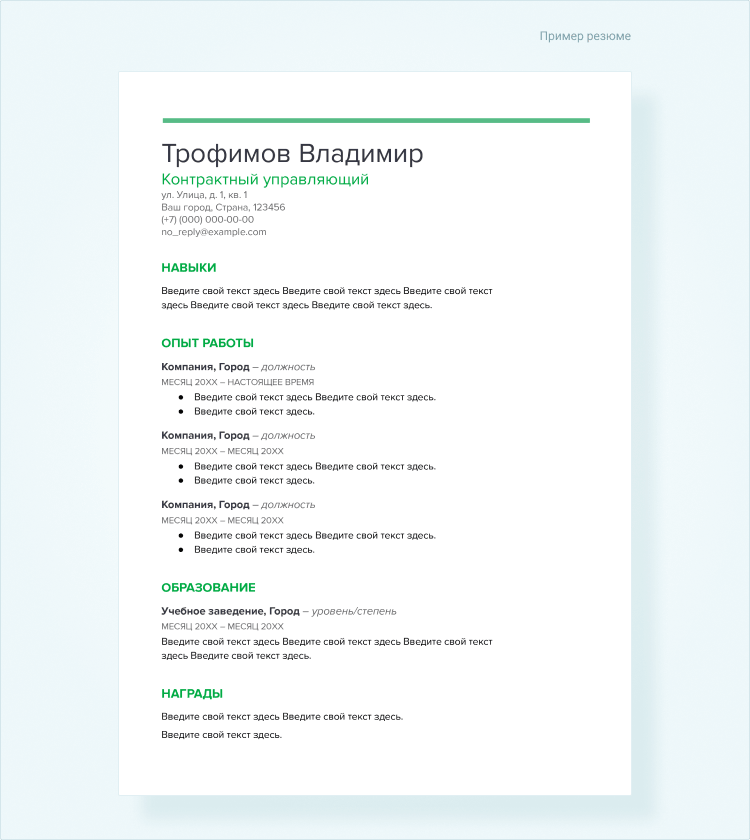 Пример резюме
Трофимов Владимир
Контрактный управляющий
ул. Улица, д. 1, кв. 1
Ваш город, Страна, 123456
(+7) (000) 000-00-00
no_reply@example.com
НАВЫКИ
Введите свой текст здесь Введите свой текст здесь Введите свой текст
здесь Введите свой текст здесь Введите свой текст здесь.
ОПЫТ РАБОТЫ
Компания, Город – должность
МЕСЯЦ 20XX – НАСТОЯЩЕЕ ВРЕМЯ
● Введите свой текст здесь Введите свой текст здесь.
● Введите свой текст здесь.
Компания, Город – должность
МЕСЯЦ 20XX – МЕСЯЦ 20XX
● Введите свой текст здесь Введите свой текст здесь.
● Введите свой текст здесь.
Компания, Город – должность
МЕСЯЦ 20XX – МЕСЯЦ 20XX
● Введите свой текст здесь Введите свой текст здесь.
● Введите свой текст здесь.
ОБРАЗОВАНИЕ
Учебное заведение, Город – уровень/степень
МЕСЯЦ 20XX – МЕСЯЦ 20XX
Введите свой текст здесь Введите свой текст здесь Введите свой текст
здесь Введите свой текст здесь.
НАГРАДЫ
Введите свой текст здесь Введите свой текст здесь.
Введите свой текст здесь.